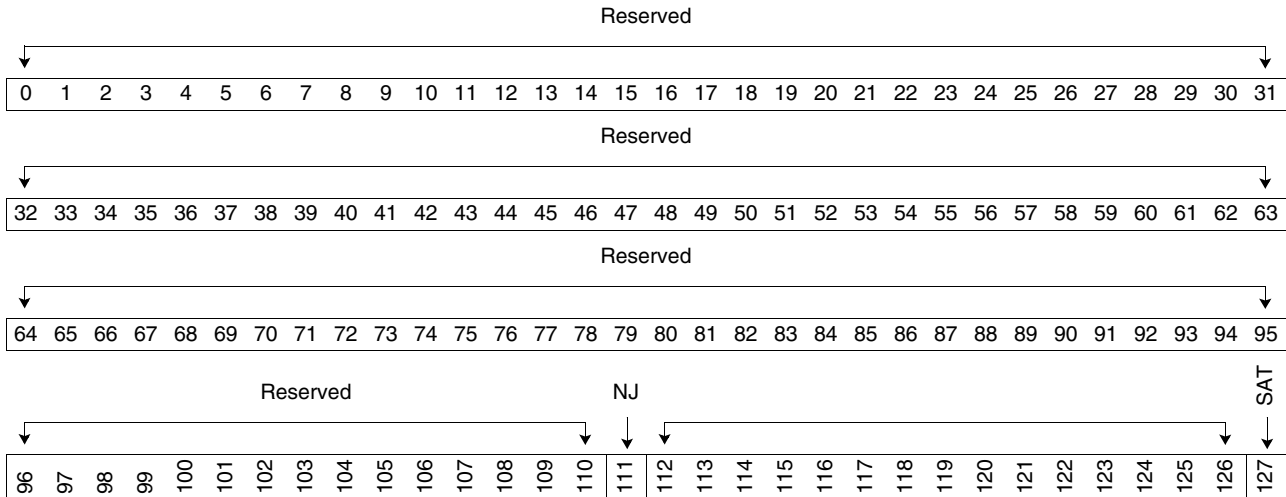 Reserved
0 1 2 3 4 5 6 7 8 9 10 11 12 13 14 15 16 17 18 19 20 21 22 23 24 25 26 27 28 29 30 31
Reserved
32 33 34 35 36 37 38 39 40 41 42 43 44 45 46 47 48 49 50 51 52 53 54 55 56 57 58 59 60 61 62 63
Reserved
64 65 66 67 68 69 70 71 72 73 74 75 76 77 78 79 80 81 82 83 84 85 86 87 88 89 90 91 92 93 94 95
Reserved NJ SAT
96 97 98 99 100 101 102 103 104 105 106 107 108 109 110 111 112 113 114 115 116 117 118 119 120 121 122 123 124 125 126 127